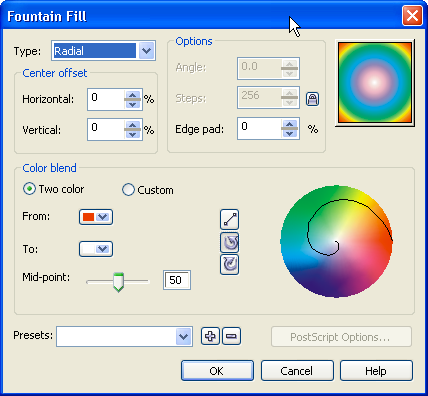 Fountain Fill
Type: Radial
Options
Center offset
Angle: 0.0
Horizontal: 0 %
Steps: 256
Vertical: 0 %
Edge pad: 0 %
Color blend
Two color Custom
From:
To:
Mid-point: 50
Presets:
PostScript Options...
OK Cancel Help